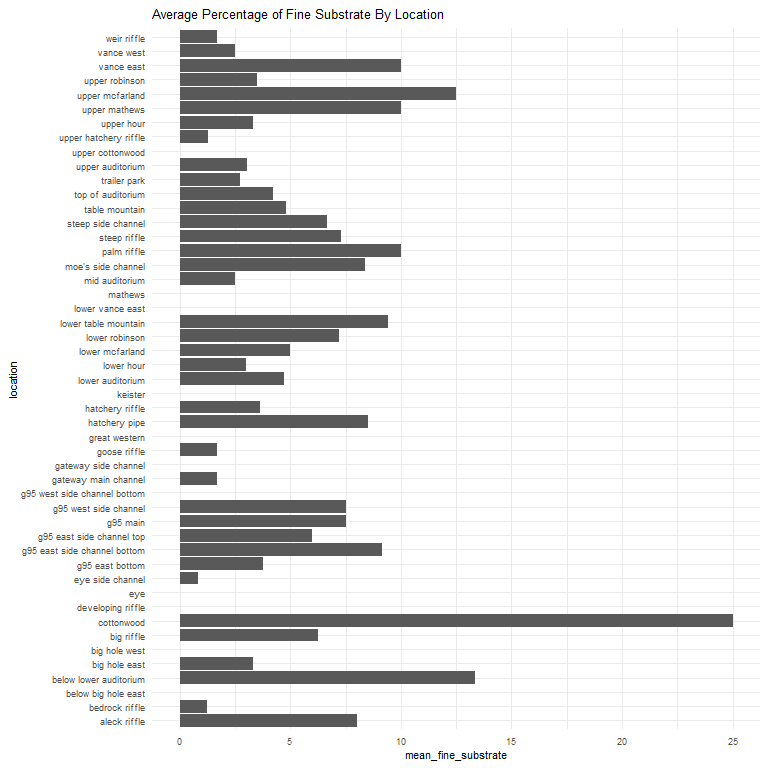 Average Percentage of Fine Substrate By Location
weir riffle
vance west
vance east
upper robinson
upper mcfarland
upper mathews
upper hour
upper hatchery riffle
upper cottonwood
upper auditorium
trailer park
top of auditorium
table mountain
steep side channel
steep riffle
palm riffle
moe's side channel
mid auditorium
mathews
lower vance east
lower table mountain
lower robinson
lower mcfarland
lower hour
lower auditorium
keister
hatchery riffle
hatchery pipe
great western
goose riffle
gateway side channel
gateway main channel
g95 west side channel bottom
g95 west side channel
g95 main
g95 east side channel top
g95 east side channel bottom
g95 east bottom
eye side channel
eye
developing riffle
cottonwood
big riffle
big hole west
big hole east
below lower auditorium
below big hole east
bedrock riffle
aleck riffle
location
0 5 10 15 20 25
mean_fine_substrate